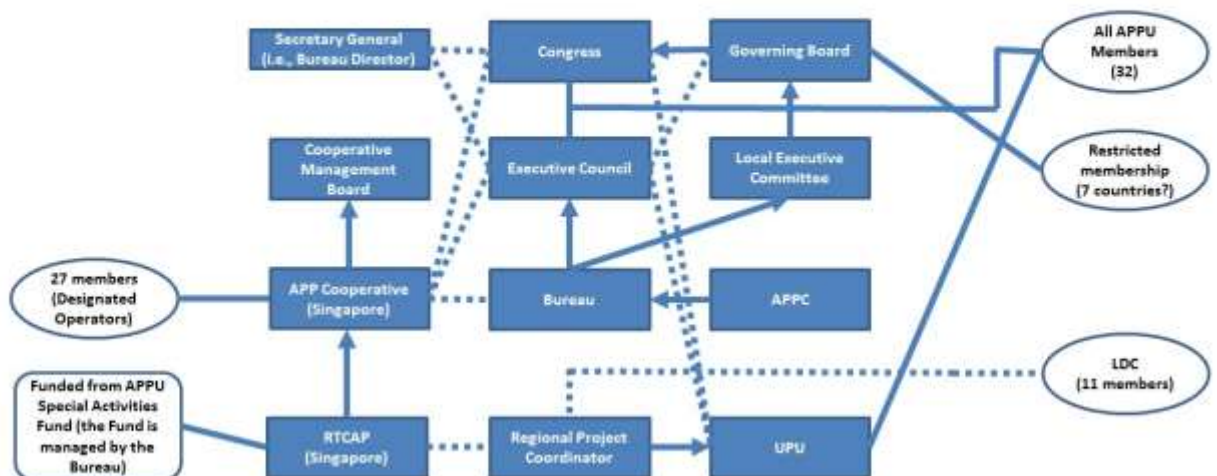 Secretary General
(i.e., Bureau Director)
Congress
Governing Board
All APPU
Members
(32)
Cooperative
Management
Board
Executive Council
Local Executive
Committee
Restricted
membership
(7 countries?)
27 members
(Designated
Operators)
APP Cooperative
(Singapore)
Bureau
APPC
LDC
(11 members)
Funded from APPU
Special Activities
Fund (the Fund is
managed by the
Bureau)
RTCAP
(Singapore)
Regional Project
Coordinator
UPU